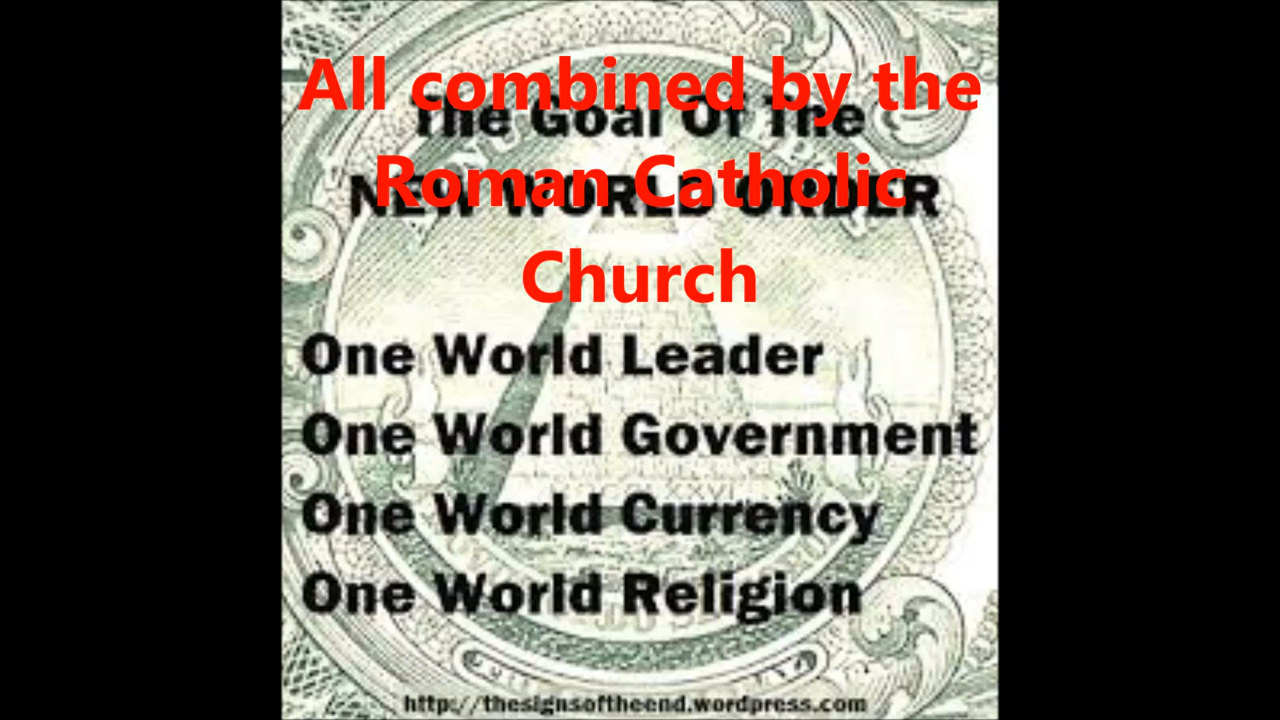 All combined by the
The Goal Of The
Roman Catholic
NEW WORLD ORDER
Church
One World Leader
One World Government
One World Currency
One World Religion
http://thesignsoftheend.wordpress.com